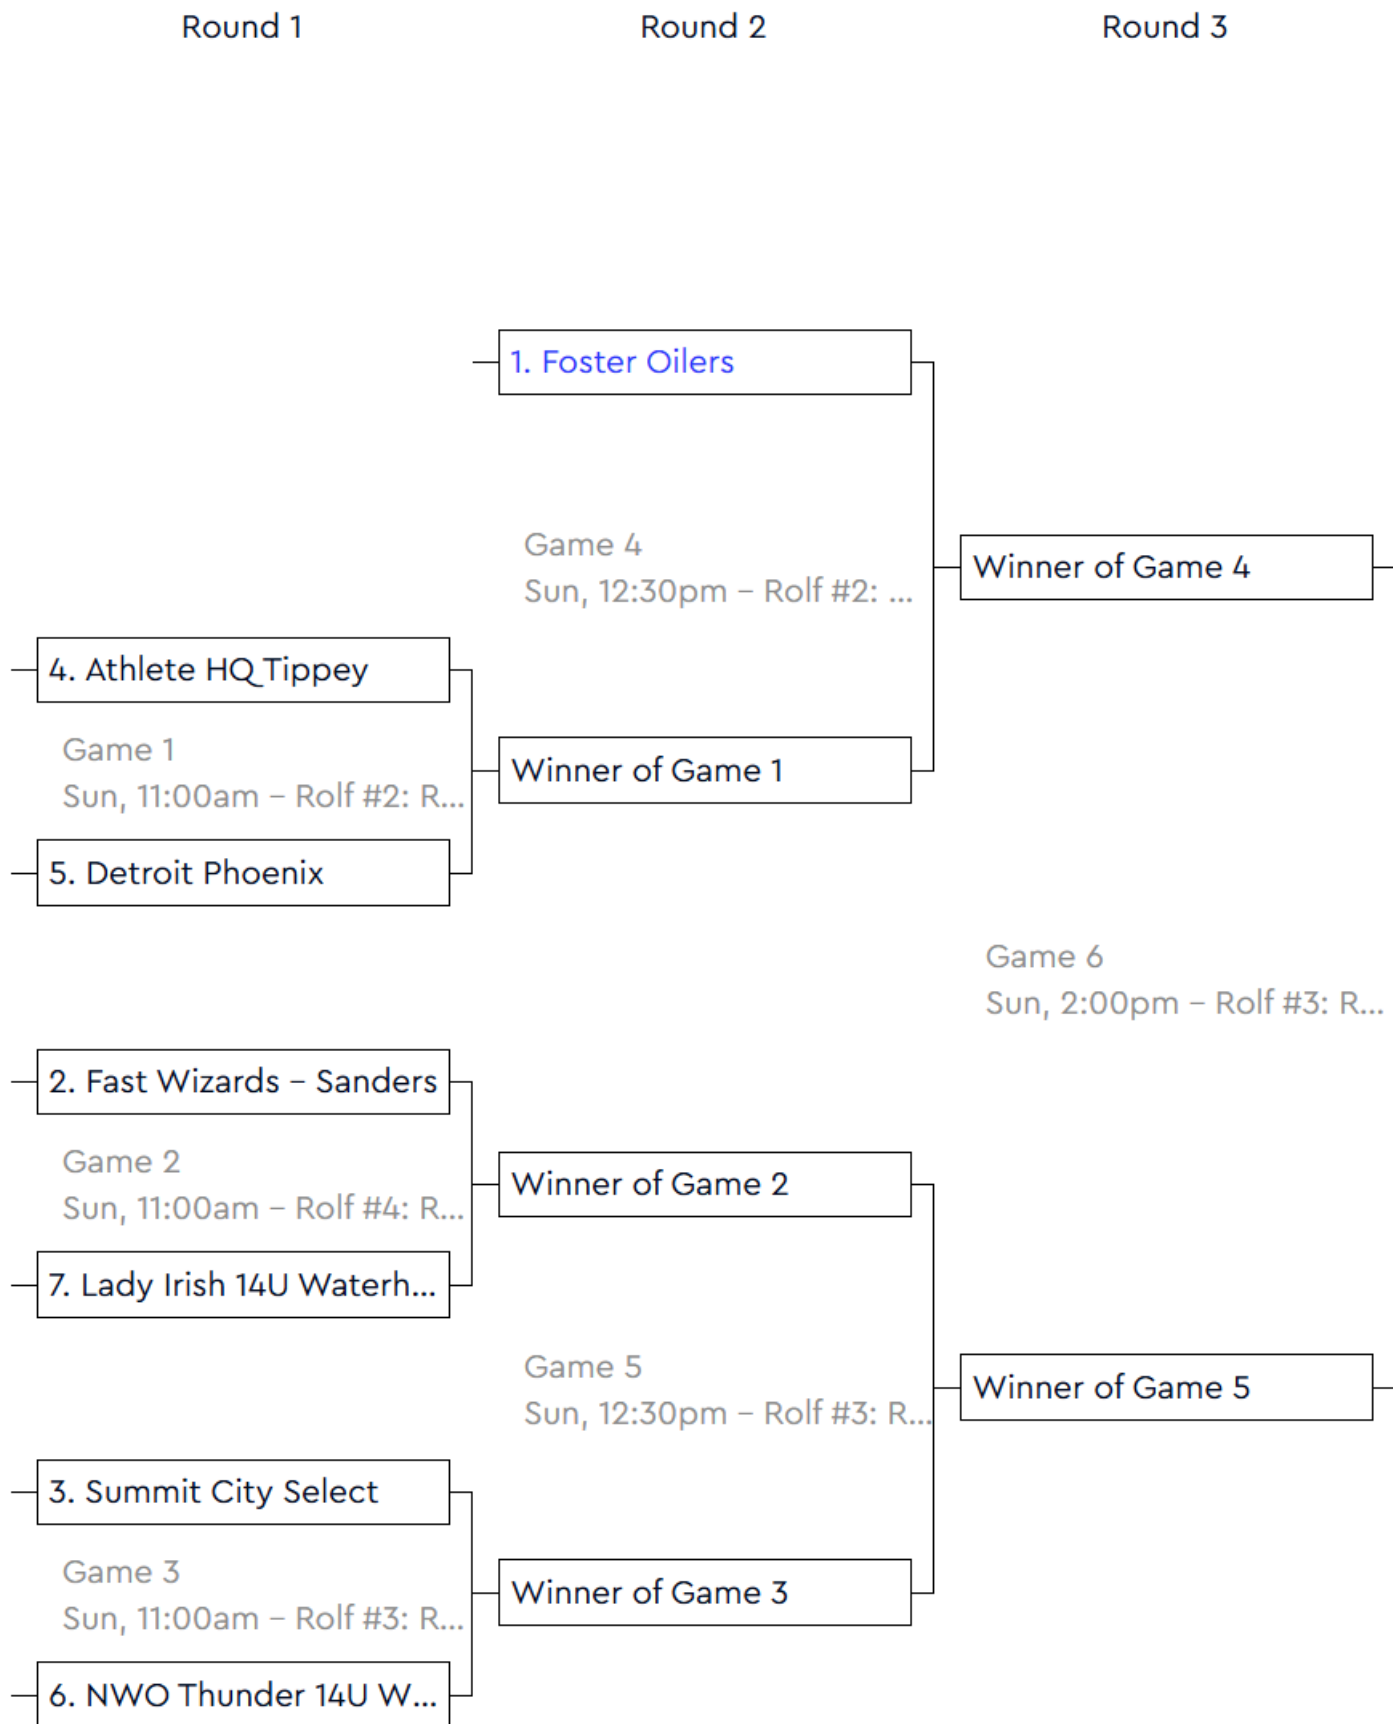 Round 1
Round 2
Round 3
1. Foster Oilers
Game 4
Sun, 12:30pm – Rolf #2: ...
Winner of Game 4
4. Athlete HQ Tippey
Game 1
Sun, 11:00am – Rolf #2: R...
Winner of Game 1
5. Detroit Phoenix
Game 6
Sun, 2:00pm – Rolf #3: R...
2. Fast Wizards – Sanders
Game 2
Sun, 11:00am – Rolf #4: R...
Winner of Game 2
7. Lady Irish 14U Waterh...
Game 5
Sun, 12:30pm – Rolf #3: R...
Winner of Game 5
3. Summit City Select
Game 3
Sun, 11:00am – Rolf #3: R...
Winner of Game 3
6. NWO Thunder 14U W...